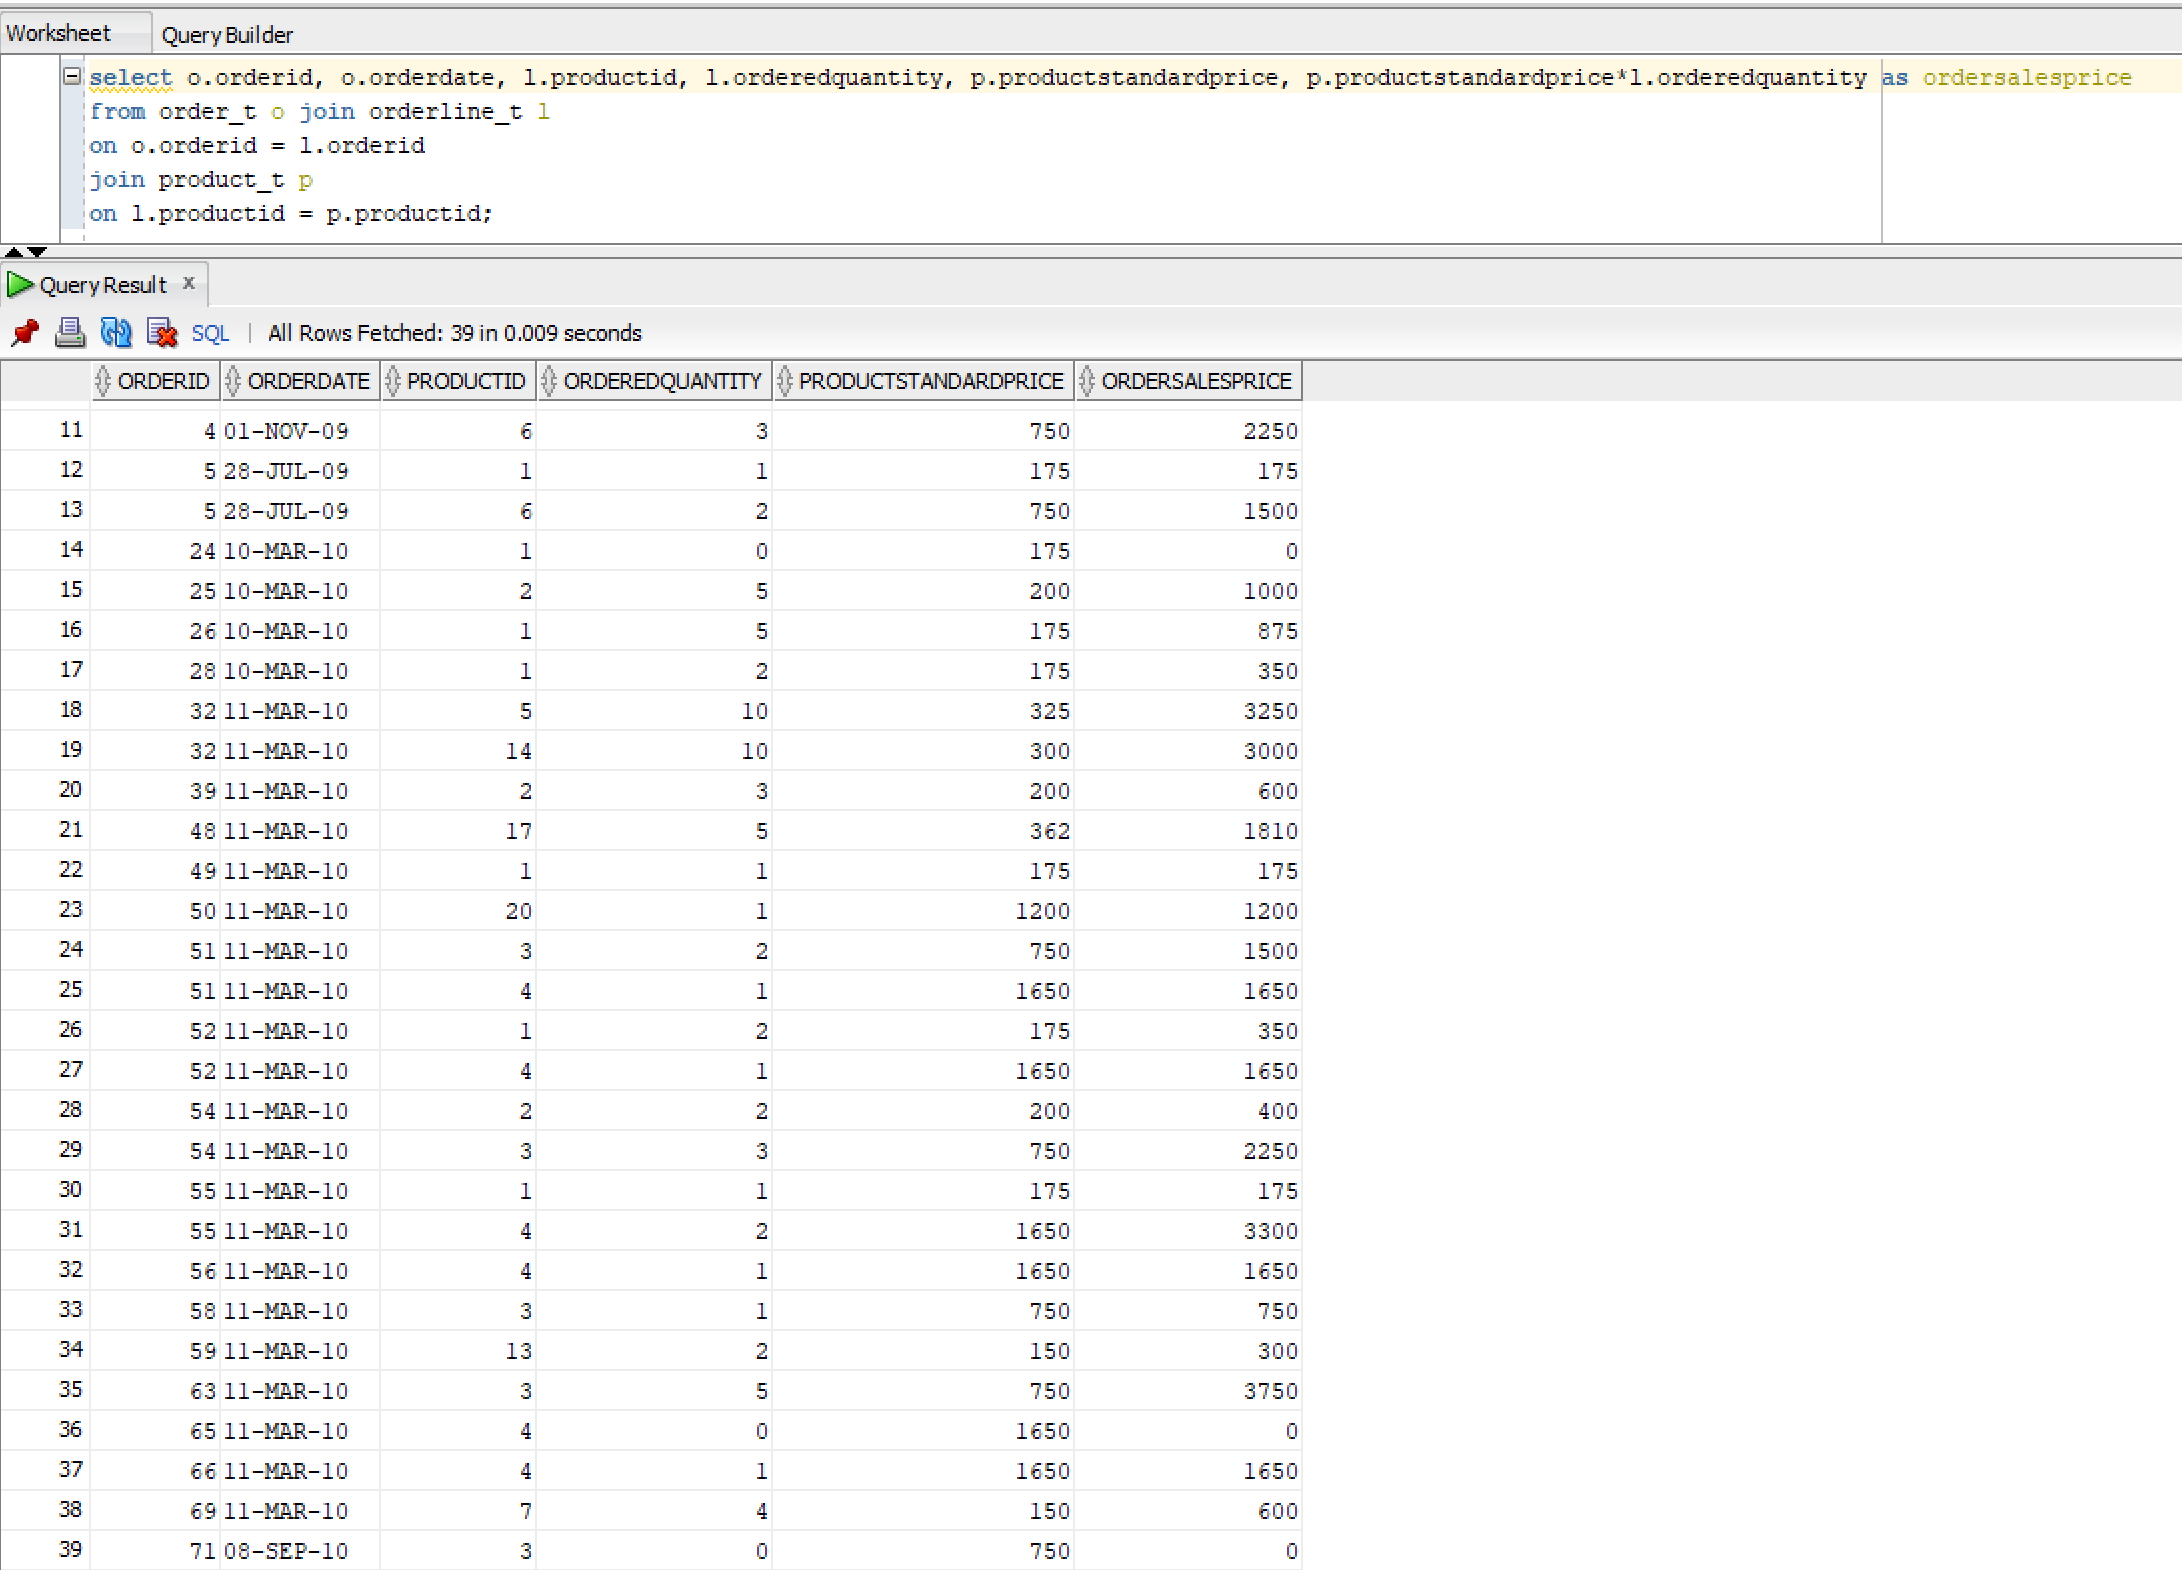 Worksheet Query Builder
select o.orderid, o.orderdate, l.productid, l.orderedquantity, p.productstandardprice, p.productstandardprice*l.orderedquantity as ordersalesprice
from order_t o join orderline_t l
on o.orderid = l.orderid
join product_t p
on l.productid = p.productid;
Query Result x
SQL | All Rows Fetched: 39 in 0.009 seconds
ORDERID ORDERDATE PRODUCTID ORDEREDQUANTITY PRODUCTSTANDARDPRICE ORDERSALESPRICE
11 4 01-NOV-09 6 3 750 2250
12 5 28-JUL-09 1 1 175 175
13 5 28-JUL-09 6 2 750 1500
14 24 10-MAR-10 1 0 175 0
15 25 10-MAR-10 2 5 200 1000
16 26 10-MAR-10 1 5 175 875
17 28 10-MAR-10 1 2 175 350
18 32 11-MAR-10 5 10 325 3250
19 32 11-MAR-10 14 10 300 3000
20 39 11-MAR-10 2 3 200 600
21 48 11-MAR-10 17 5 362 1810
22 49 11-MAR-10 1 1 175 175
23 50 11-MAR-10 20 1 1200 1200
24 51 11-MAR-10 3 2 750 1500
25 51 11-MAR-10 4 1 1650 1650
26 52 11-MAR-10 1 2 175 350
27 52 11-MAR-10 4 1 1650 1650
28 54 11-MAR-10 2 2 200 400
29 54 11-MAR-10 3 3 750 2250
30 55 11-MAR-10 1 1 175 175
31 55 11-MAR-10 4 2 1650 3300
32 56 11-MAR-10 4 1 1650 1650
33 58 11-MAR-10 3 1 750 750
34 59 11-MAR-10 13 2 150 300
35 63 11-MAR-10 3 5 750 3750
36 65 11-MAR-10 4 0 1650 0
37 66 11-MAR-10 4 1 1650 1650
38 69 11-MAR-10 7 4 150 600
39 71 08-SEP-10 3 0 750 0